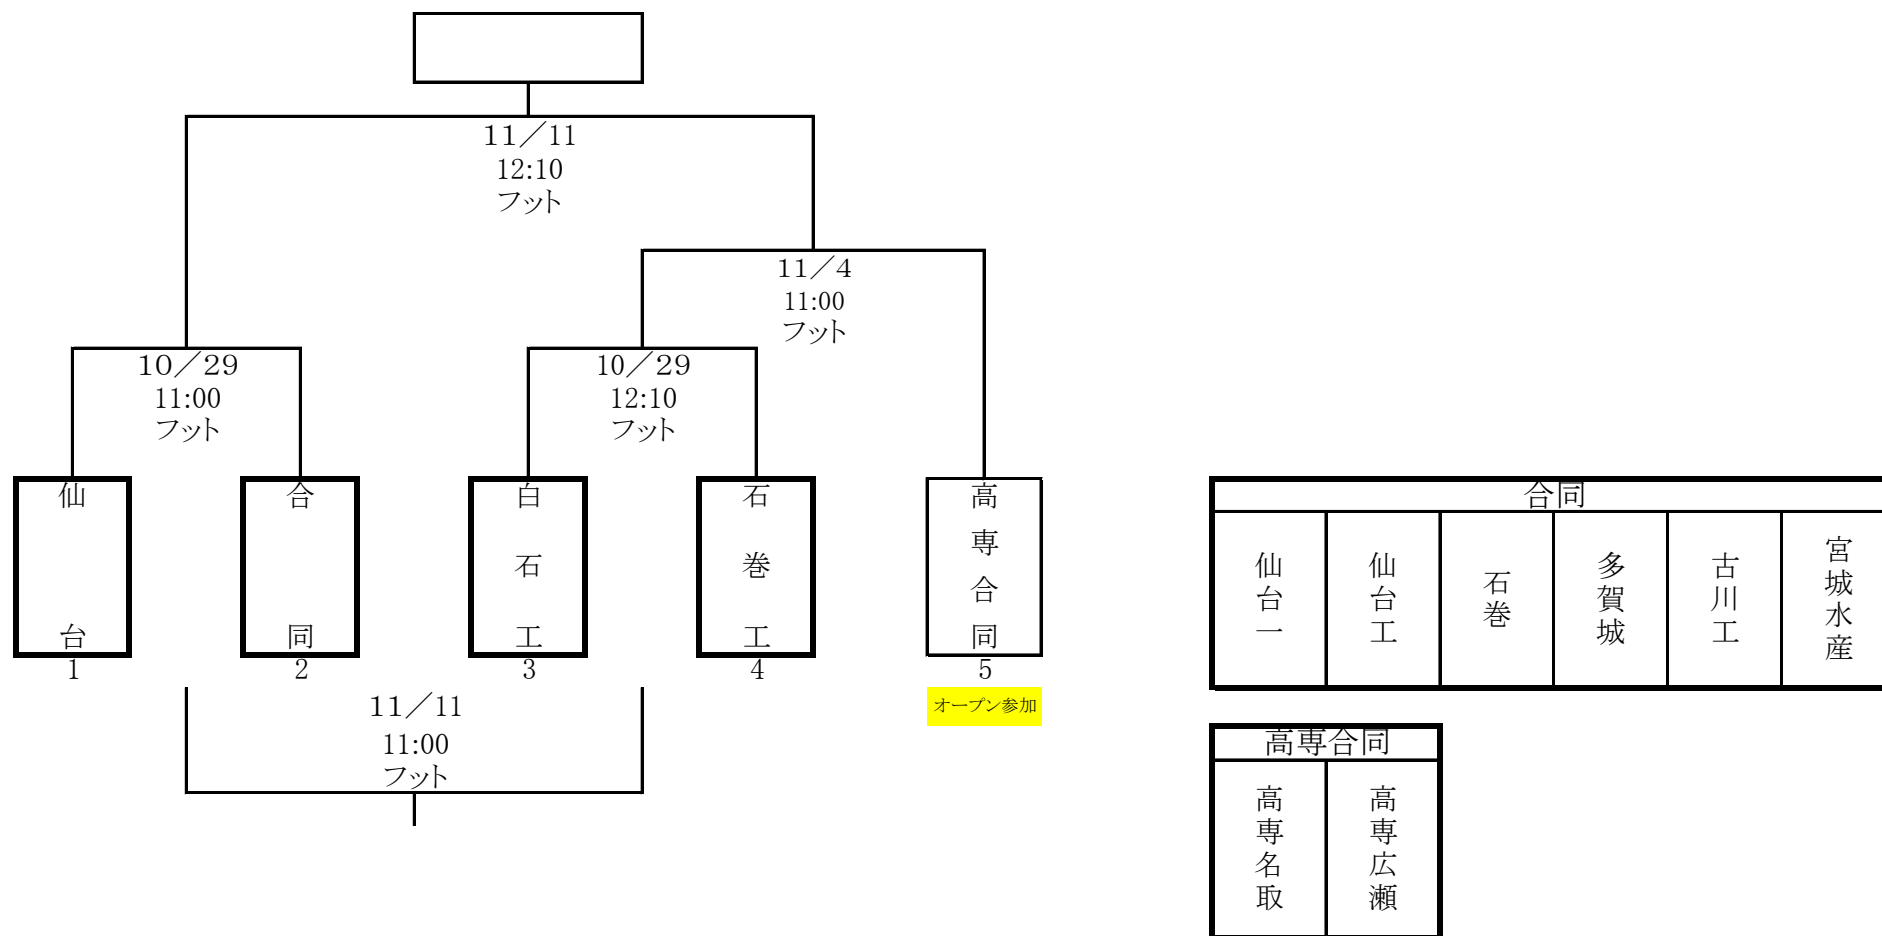 １１／11
12:10
フット
１１／４
11:00
フット
１０／２９
11:00
フット
10／２９
12:10
フット
仙台
合同
白石工
石巻工
高専合同
1
2
3
4
5
オープン参加
１１／11
11:00
フット
合同
仙台一
仙台工
石巻
多賀城
古川工
宮城水産
高専合同
高専名取
高専広瀬